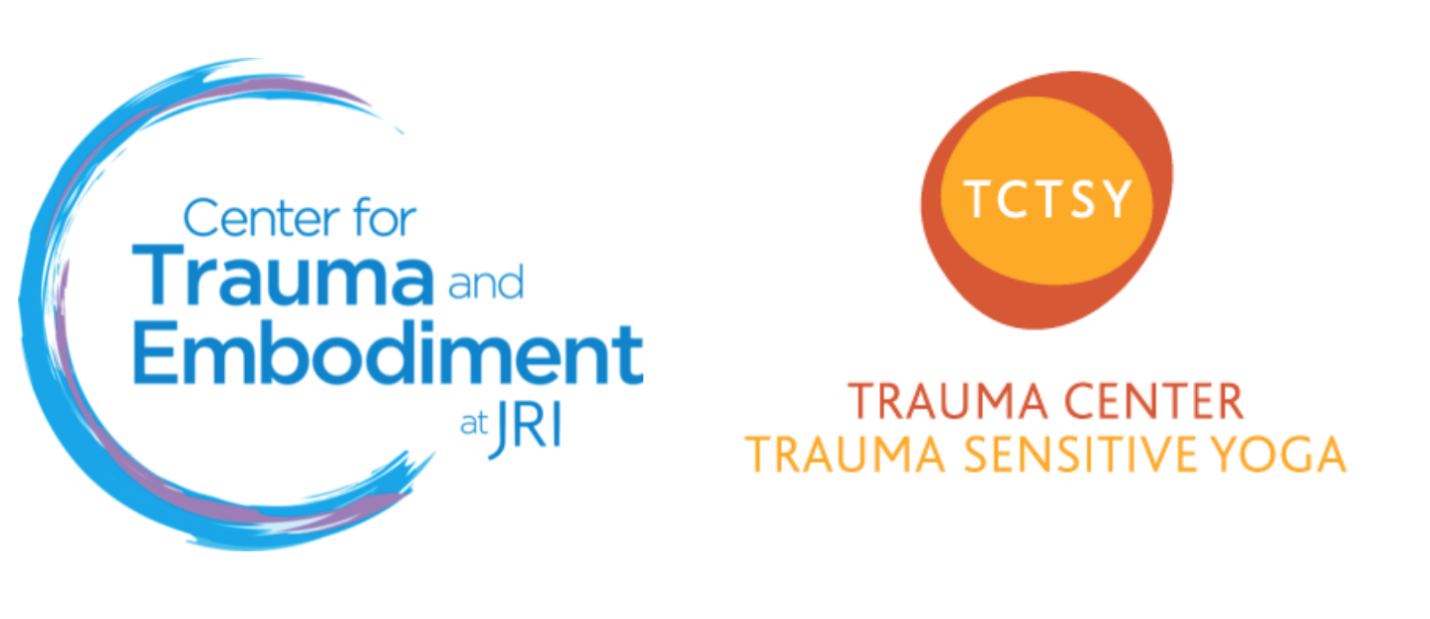 Center for
Trauma and
Embodiment
at JRI
TCTSY
TRAUMA CENTER
TRAUMA SENSITIVE YOGA